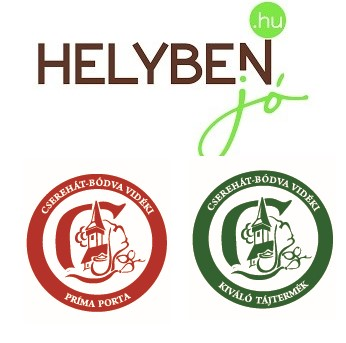 .hu
HELYBEN
jó
CSEREHÁT-BÓDVA VIDÉKI
PRÍMA PORTA
CSEREHÁT-BÓDVA VIDÉKI
KIVÁLÓ TÁJTERMÉK